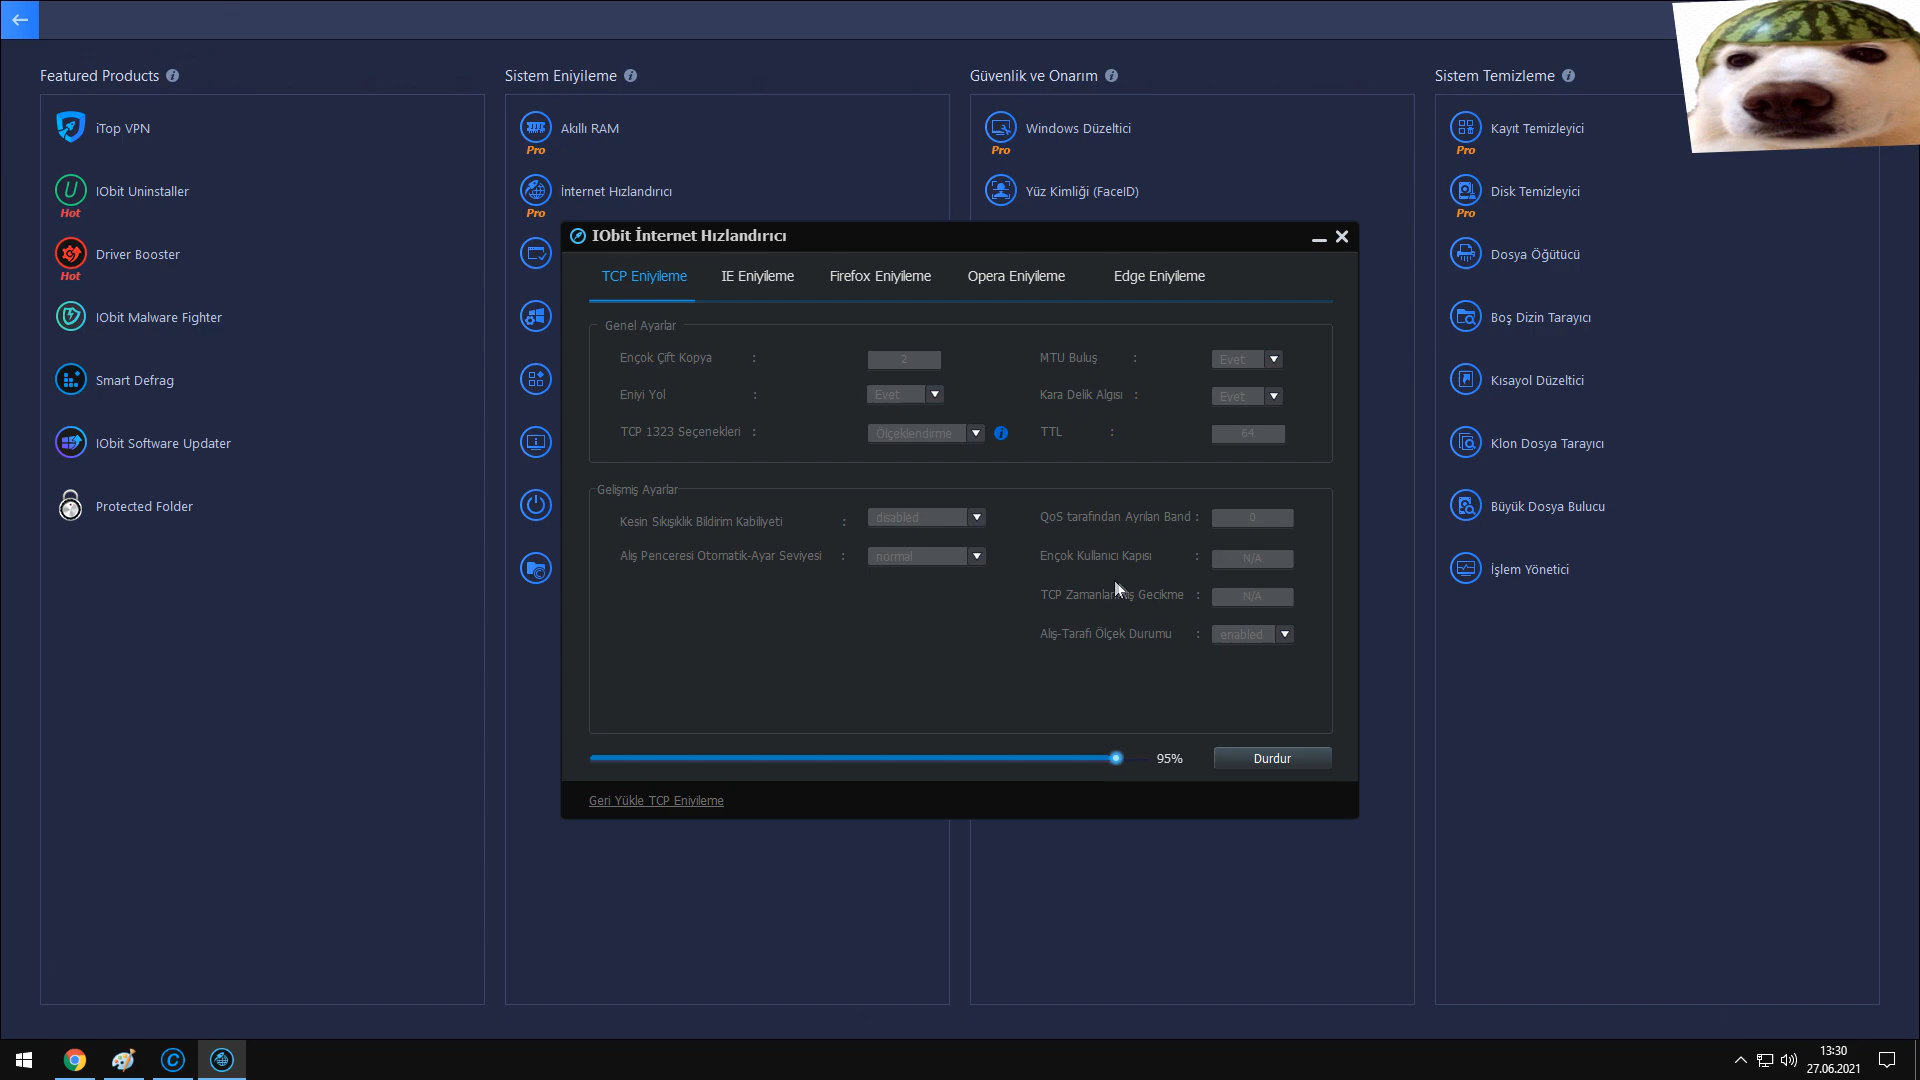 Featured Products
iTop VPN
IObit Uninstaller
Hot
Driver Booster
Hot
IObit Malware Fighter
Smart Defrag
IObit Software Updater
Protected Folder
Sistem Eniyileme
Akıllı RAM
Pro
İnternet Hızlandırıcı
Pro
Güvenlik ve Onarım
Windows Düzeltici
Pro
Yüz Kimliği (FaceID)
Sistem Temizleme
Kayıt Temizleyici
Pro
Disk Temizleyici
Pro
Dosya Öğütücü
Boş Dizin Tarayıcı
Kısayol Düzeltici
Klon Dosya Tarayıcı
Büyük Dosya Bulucu
İşlem Yönetici
IObit İnternet Hızlandırıcı
TCP Eniyileme IE Eniyileme Firefox Eniyileme Opera Eniyileme Edge Eniyileme
Genel Ayarlar
Ençok Çift Kopya : 2 MTU Buluş : Evet
Eniyi Yol : Evet Kara Delik Algısı : Evet
TCP 1323 Seçenekleri : Ölçeklendirme TTL : 64
Gelişmiş Ayarlar
Kesin Sıkışıklık Bildirim Kabiliyeti : disabled QoS tarafından Ayrılan Band : 0
Alış Penceresi Otomatik-Ayar Seviyesi : normal Ençok Kullanıcı Kapısı : N/A
TCP Zamanlanmış Gecikme : N/A
Alış-Tarafı Ölçek Durumu : enabled
95% Durdur
Geri Yükle TCP Eniyileme
13:30
27.06.2021